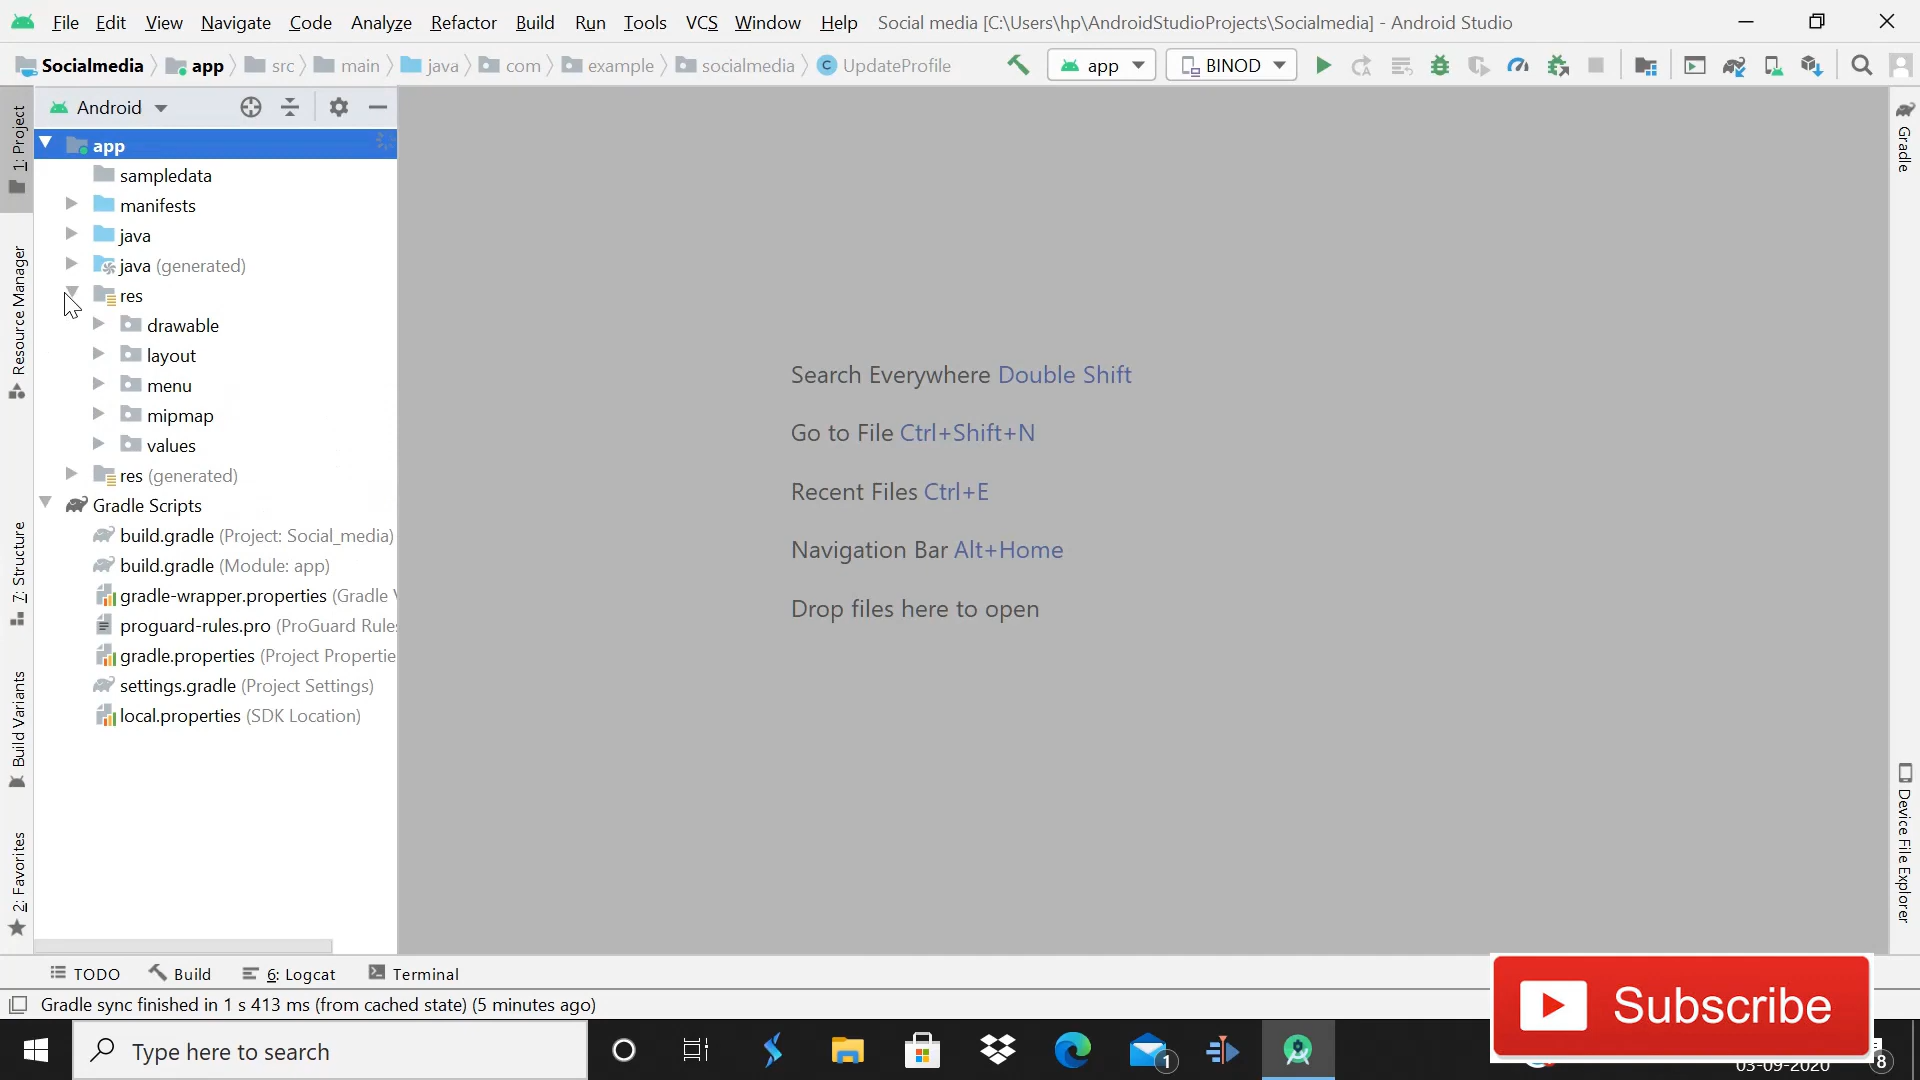 File Edit View Navigate Code Analyze Refactor Build Run Tools VCS Window Help Social media [C:\Users\hp\AndroidStudioProjects\Socialmedia] - Android Studio
Socialmedia app src main java com example socialmedia C UpdateProfile app BINOD
Android
app
sampledata
manifests
java
java (generated)
res
drawable
layout
menu
mipmap
values
res (generated)
Gradle Scripts
build.gradle (Project: Social_media)
build.gradle (Module: app)
gradle-wrapper.properties (Gradle
proguard-rules.pro (ProGuard Rules
gradle.properties (Project Propertie
settings.gradle (Project Settings)
local.properties (SDK Location)
1: Project
Resource Manager
7: Structure
Build Variants
2: Favorites
Search Everywhere Double Shift
Go to File Ctrl+Shift+N
Recent Files Ctrl+E
Navigation Bar Alt+Home
Drop files here to open
Gradle
Device File Explorer
TODO Build 6: Logcat Terminal
Gradle sync finished in 1 s 413 ms (from cached state) (5 minutes ago)
Subscribe
Type here to search
1
03-09-2020
8